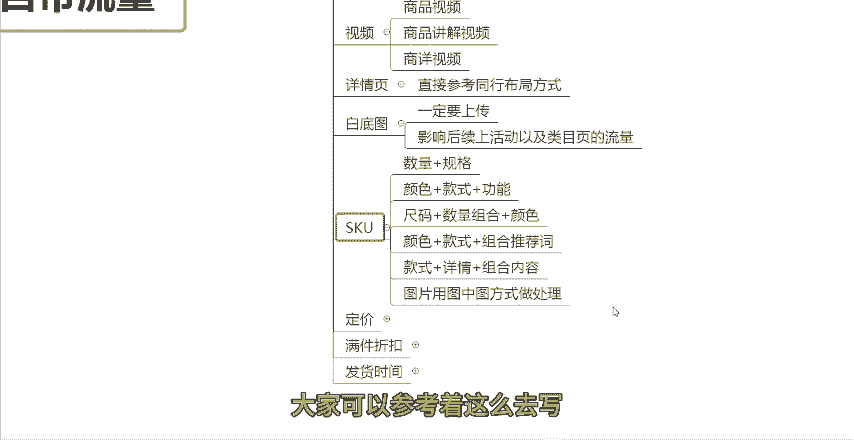 自带流量
商品视频
视频
商品讲解视频
商详视频
详情页
直接参考同行布局方式
一定要上传
白底图
影响后续上活动以及类目页的流量
数量+规格
颜色+款式+功能
尺码+数量组合+颜色
SKU
颜色+款式+组合推荐词
款式+详情+组合内容
图片用图中图方式做处理
定价
满件折扣
发货时间
大家可以参考着这么去写